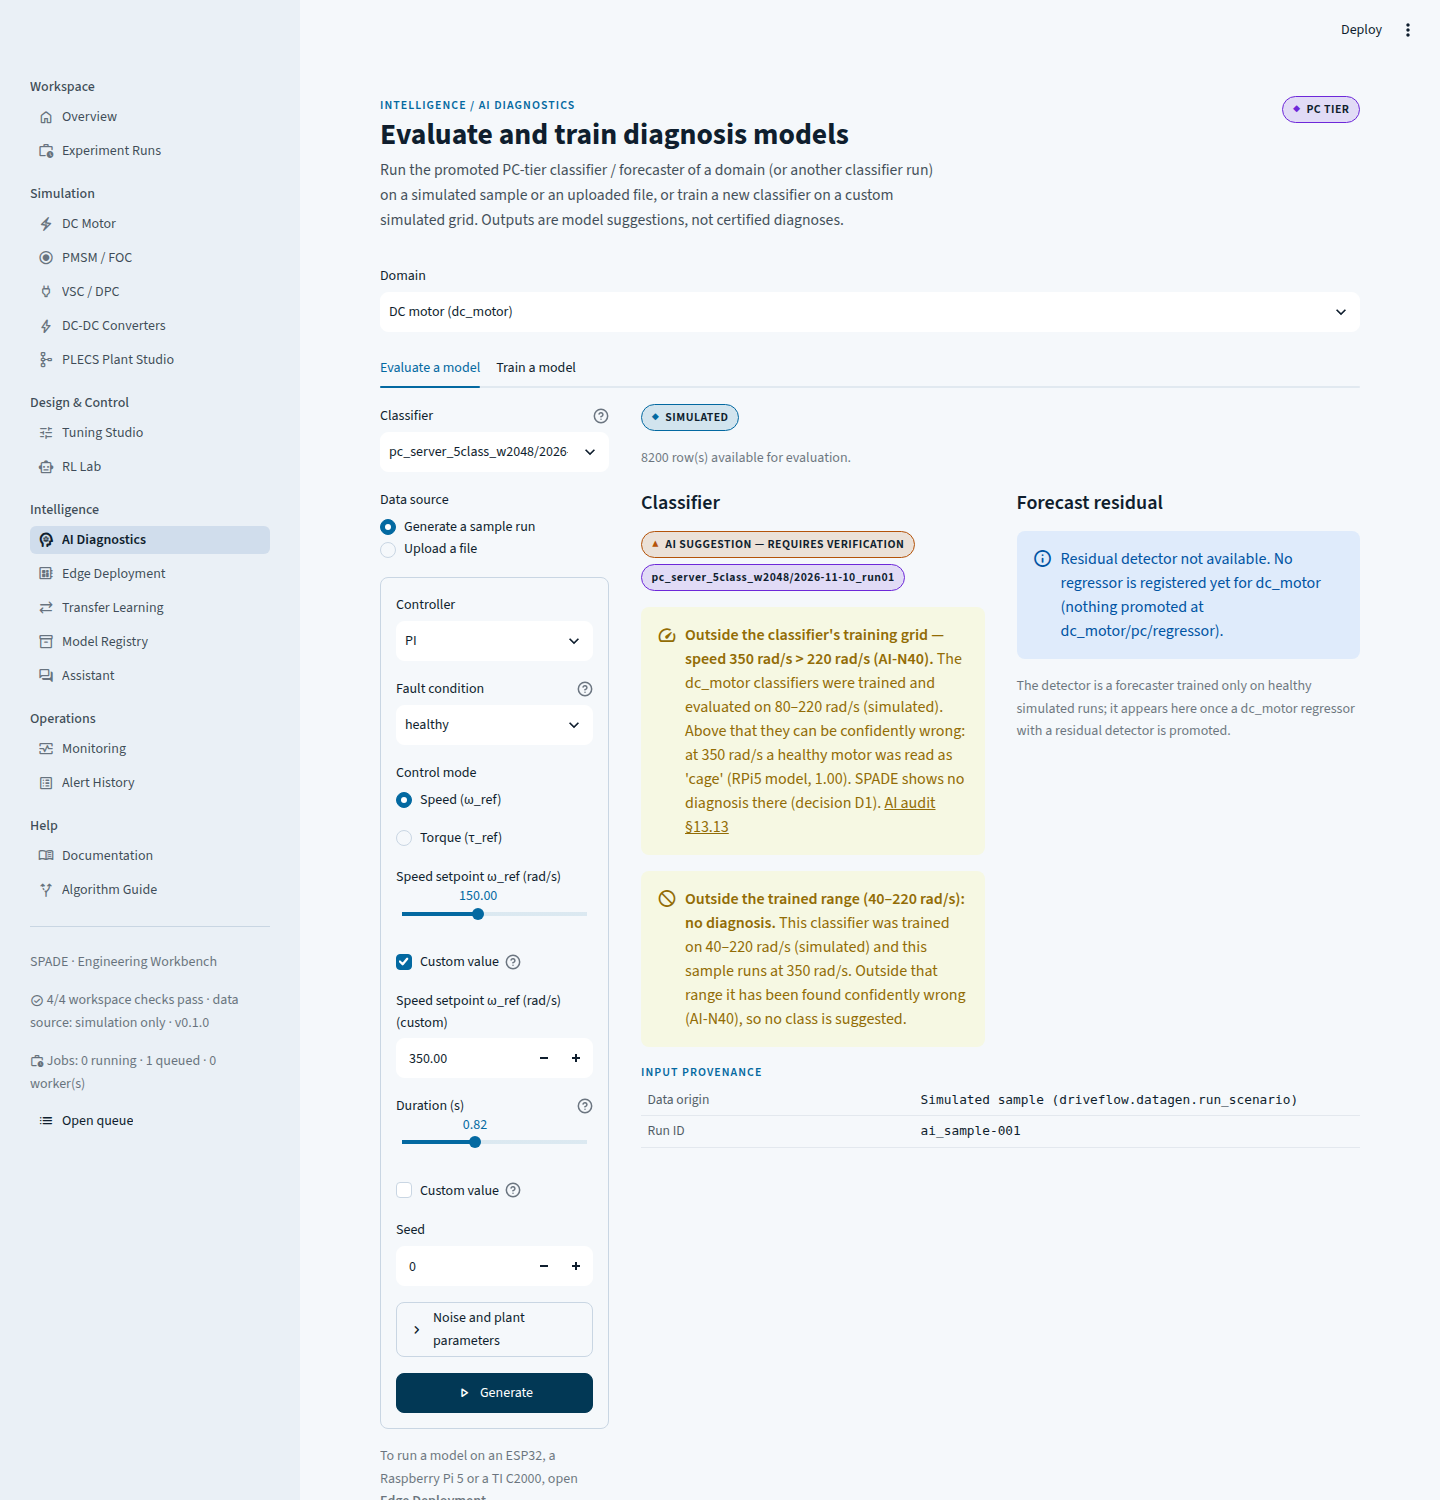 Deploy
Workspace
Overview
Experiment Runs
Simulation
DC Motor
PMSM / FOC
VSC / DPC
DC-DC Converters
PLECS Plant Studio
Design & Control
Tuning Studio
RL Lab
Intelligence
AI Diagnostics
Edge Deployment
Transfer Learning
Model Registry
Assistant
Operations
Monitoring
Alert History
Help
Documentation
Algorithm Guide
SPADE · Engineering Workbench
4/4 workspace checks pass · data
source: simulation only · v0.1.0
Jobs: 0 running · 1 queued · 0
worker(s)
Open queue
INTELLIGENCE / AI DIAGNOSTICS
PC TIER
Evaluate and train diagnosis models
Run the promoted PC-tier classifier / forecaster of a domain (or another classifier run)
on a simulated sample or an uploaded file, or train a new classifier on a custom
simulated grid. Outputs are model suggestions, not certified diagnoses.
Domain
DC motor (dc_motor)
Evaluate a model
Train a model
Classifier
pc_server_5class_w2048/2026-
Data source
Generate a sample run
Upload a file
Controller
PI
Fault condition
healthy
Control mode
Speed (ω_ref)
Torque (τ_ref)
Speed setpoint ω_ref (rad/s)
150.00
Custom value
Speed setpoint ω_ref (rad/s)
(custom)
350.00
Duration (s)
0.82
Custom value
Seed
0
Noise and plant
parameters
Generate
To run a model on an ESP32, a
Raspberry Pi 5 or a TI C2000, open
Edge Deployment
SIMULATED
8200 row(s) available for evaluation.
Classifier
AI SUGGESTION — REQUIRES VERIFICATION
pc_server_5class_w2048/2026-11-10_run01
Outside the classifier's training grid —
speed 350 rad/s > 220 rad/s (AI-N40). The
dc_motor classifiers were trained and
evaluated on 80–220 rad/s (simulated).
Above that they can be confidently wrong:
at 350 rad/s a healthy motor was read as
'cage' (RPi5 model, 1.00). SPADE shows no
diagnosis there (decision D1). AI audit
§13.13
Outside the trained range (40–220 rad/s):
no diagnosis. This classifier was trained
on 40–220 rad/s (simulated) and this
sample runs at 350 rad/s. Outside that
range it has been found confidently wrong
(AI-N40), so no class is suggested.
Forecast residual
Residual detector not available. No
regressor is registered yet for dc_motor
(nothing promoted at
dc_motor/pc/regressor).
The detector is a forecaster trained only on healthy
simulated runs; it appears here once a dc_motor regressor
with a residual detector is promoted.
INPUT PROVENANCE
Data origin
Simulated sample (driveflow.datagen.run_scenario)
Run ID
ai_sample-001